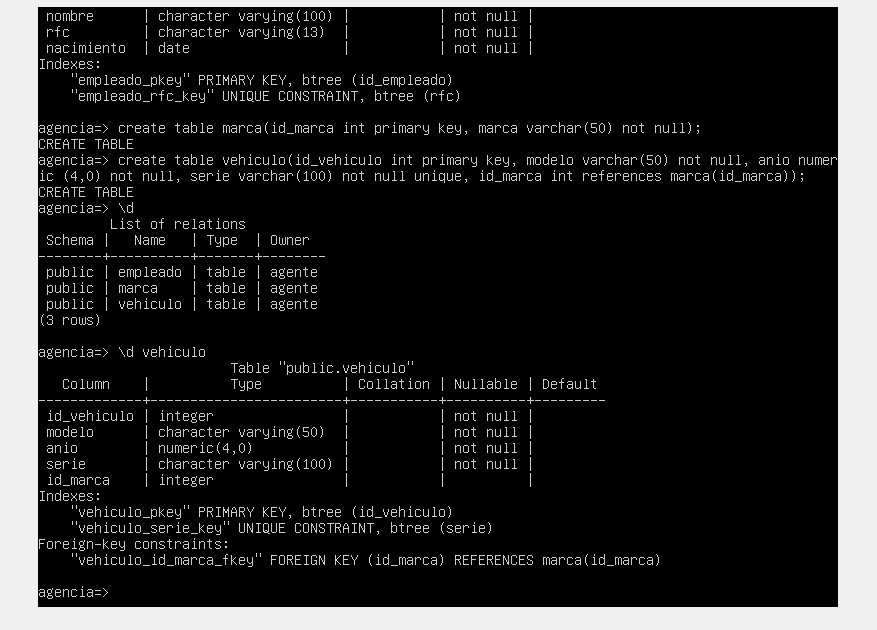 nombre      | character varying(100) |           | not null |
rfc         | character varying(13)  |           | not null |
nacimiento  | date                   |           | not null |
Indexes:
    "empleado_pkey" PRIMARY KEY, btree (id_empleado)
    "empleado_rfc_key" UNIQUE CONSTRAINT, btree (rfc)

agencia=> create table marca(id_marca int primary key, marca varchar(50) not null);
CREATE TABLE
agencia=> create table vehiculo(id_vehiculo int primary key, modelo varchar(50) not null, anio numer
ic (4,0) not null, serie varchar(100) not null unique, id_marca int references marca(id_marca));
CREATE TABLE
agencia=> \d
         List of relations
 Schema |   Name   | Type  | Owner
--------+----------+-------+--------
 public | empleado | table | agente
 public | marca    | table | agente
 public | vehiculo | table | agente
(3 rows)

agencia=> \d vehiculo
                        Table "public.vehiculo"
   Column    |          Type          | Collation | Nullable | Default
-------------+------------------------+-----------+----------+---------
 id_vehiculo | integer                |           | not null |
 modelo      | character varying(50)  |           | not null |
 anio        | numeric(4,0)           |           | not null |
 serie       | character varying(100) |           | not null |
 id_marca    | integer                |           |          |
Indexes:
    "vehiculo_pkey" PRIMARY KEY, btree (id_vehiculo)
    "vehiculo_serie_key" UNIQUE CONSTRAINT, btree (serie)
Foreign-key constraints:
    "vehiculo_id_marca_fkey" FOREIGN KEY (id_marca) REFERENCES marca(id_marca)

agencia=>